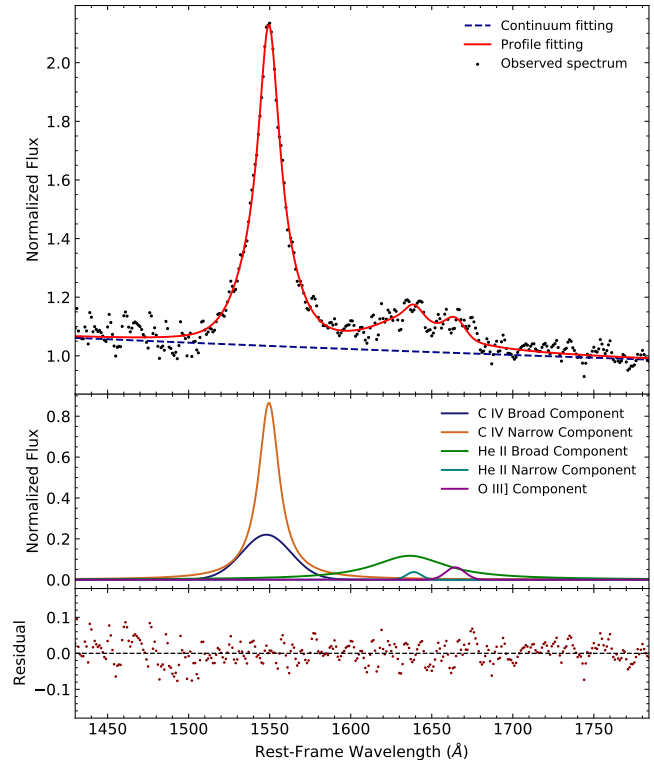 Continuum fitting
Profile fitting
Observed spectrum
2.0
1.8
1.6
1.4
1.2
1.0
Normalized Flux
C IV Broad Component
C IV Narrow Component
He II Broad Component
He II Narrow Component
O III] Component
0.8
0.6
0.4
0.2
0.0
Normalized Flux
0.1
0.0
−0.1
Residual
1450 1500 1550 1600 1650 1700 1750
Rest-Frame Wavelength (Å)